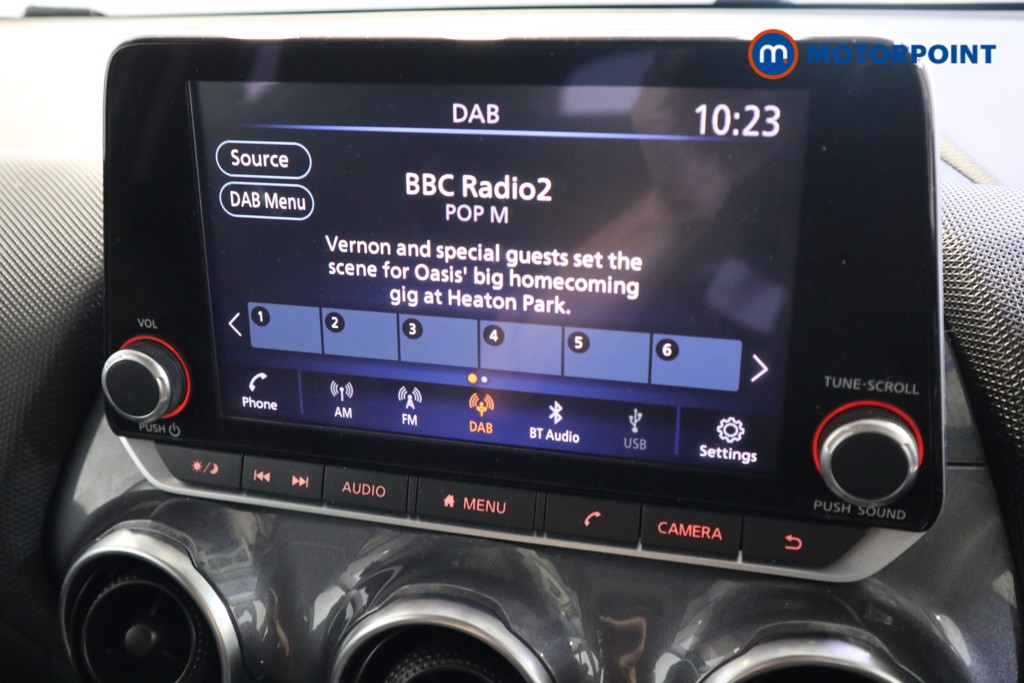 m MOTORPOINT
DAB
10:23
Source
DAB Menu
BBC Radio2
POP M
Vernon and special guests set the
scene for Oasis' big homecoming
gig at Heaton Park.
1 2 3 4 5 6
VOL
PUSH
TUNE·SCROLL
PUSH SOUND
Phone
AM
FM
DAB
BT Audio
USB
Settings
AUDIO
MENU
CAMERA